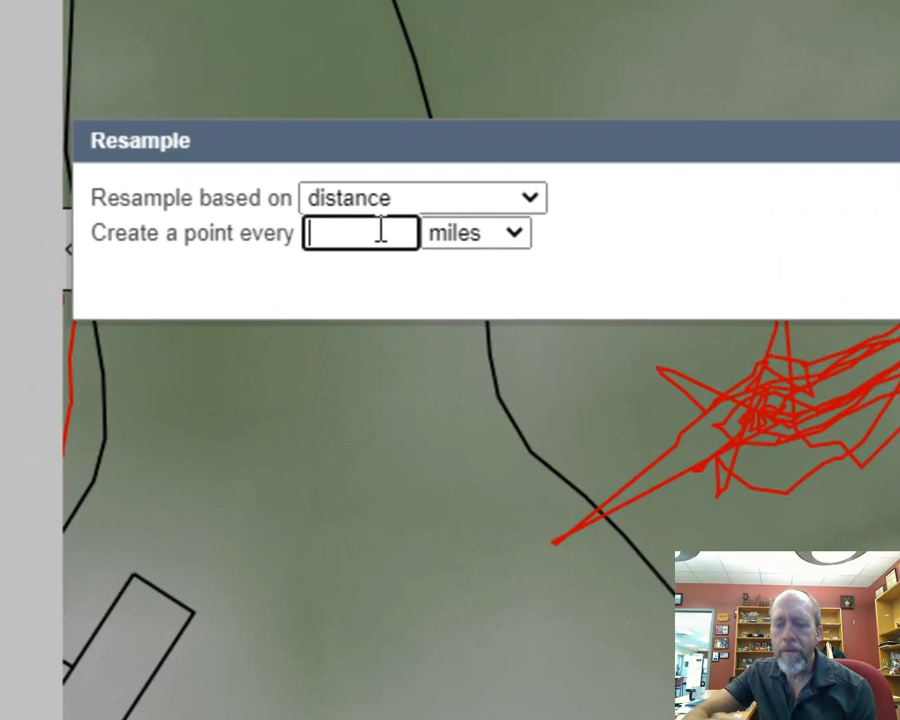 Resample
Resample based on distance
Create a point every miles